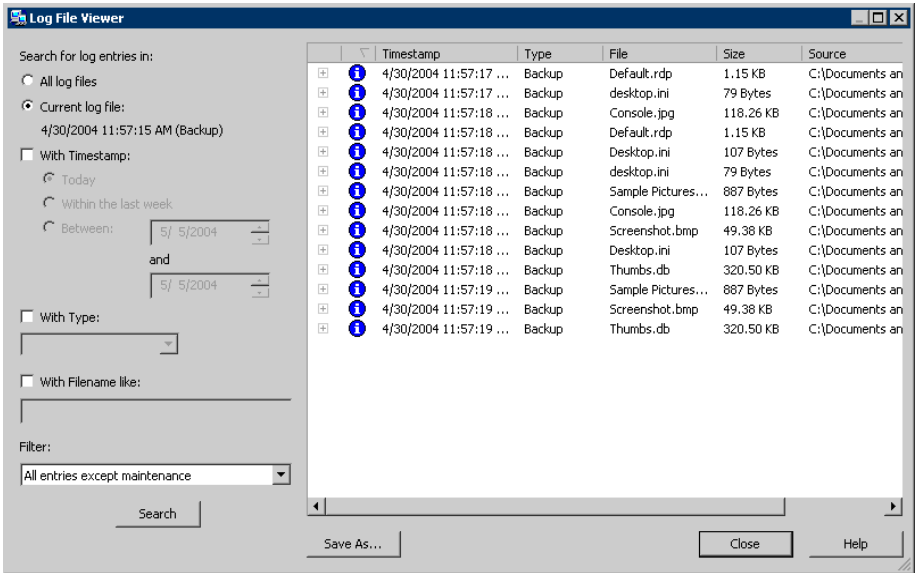 Log File Viewer
Search for log entries in:
All log files
Current log file:
4/30/2004 11:57:15 AM (Backup)
With Timestamp:
Today
Within the last week
Between: 5/ 5/2004
and
5/ 5/2004
With Type:
With Filename like:
Filter:
All entries except maintenance
Search
Timestamp Type File Size Source
4/30/2004 11:57:17 ... Backup Default.rdp 1.15 KB C:\Documents an
4/30/2004 11:57:17 ... Backup desktop.ini 79 Bytes C:\Documents an
4/30/2004 11:57:18 ... Backup Console.jpg 118.26 KB C:\Documents an
4/30/2004 11:57:18 ... Backup Default.rdp 1.15 KB C:\Documents an
4/30/2004 11:57:18 ... Backup Desktop.ini 107 Bytes C:\Documents an
4/30/2004 11:57:18 ... Backup desktop.ini 79 Bytes C:\Documents an
4/30/2004 11:57:18 ... Backup Sample Pictures... 887 Bytes C:\Documents an
4/30/2004 11:57:18 ... Backup Console.jpg 118.26 KB C:\Documents an
4/30/2004 11:57:18 ... Backup Screenshot.bmp 49.38 KB C:\Documents an
4/30/2004 11:57:18 ... Backup Desktop.ini 107 Bytes C:\Documents an
4/30/2004 11:57:18 ... Backup Thumbs.db 320.50 KB C:\Documents an
4/30/2004 11:57:19 ... Backup Sample Pictures... 887 Bytes C:\Documents an
4/30/2004 11:57:19 ... Backup Screenshot.bmp 49.38 KB C:\Documents an
4/30/2004 11:57:19 ... Backup Thumbs.db 320.50 KB C:\Documents an
Save As... Close Help